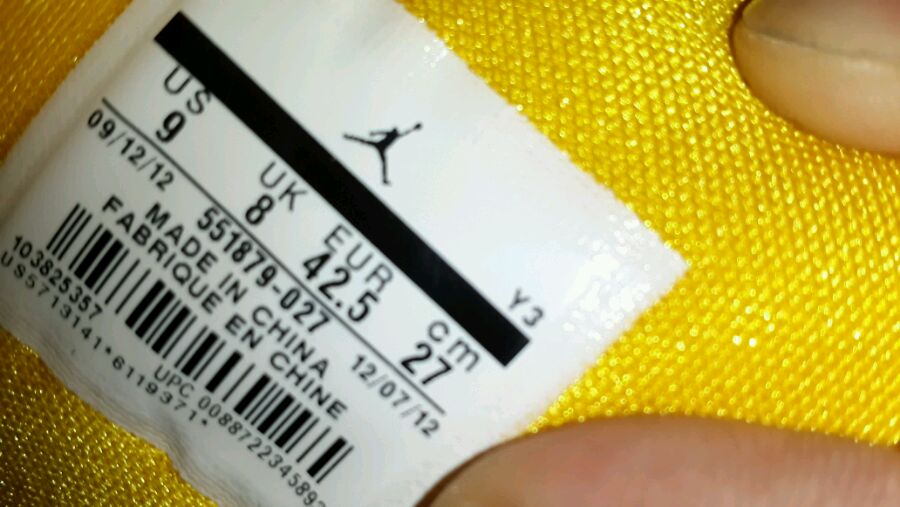 Y3
US UK EUR cm
9 8 42.5 27
09/12/12 551879-027 12/07/12
MADE IN CHINA
FABRIQUE EN CHINE
103825357
US5713141*6119371*
UPC 00887223458